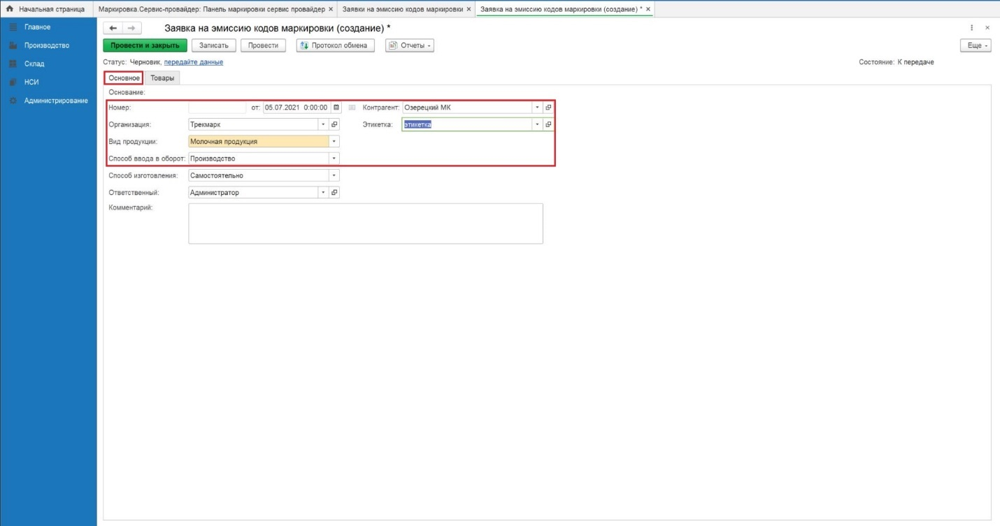 Начальная страница Маркировка.Сервис-провайдер: Панель маркировки сервис провайдер × Заявки на эмиссию кодов маркировки × Заявка на эмиссию кодов маркировки (создание) * ×
Главное
Производство
Склад
НСИ
Администрирование
Заявка на эмиссию кодов маркировки (создание) *
Провести и закрыть Записать Провести Протокол обмена Отчеты Еще
Статус: Черновик, передайте данные Состояние: К передаче
Основное Товары
Основание:
Номер: от: 05.07.2021 0:00:00 Контрагент: Озерецкий МК
Организация: Трекмарк Этикетка: этикетка
Вид продукции: Молочная продукция
Способ ввода в оборот: Производство
Способ изготовления: Самостоятельно
Ответственный: Администратор
Комментарий: